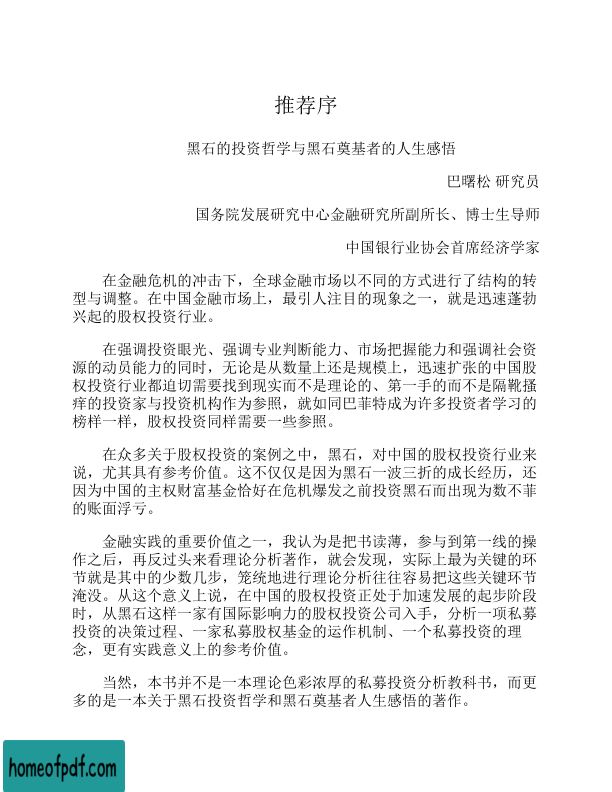 推荐序
黑石的投资哲学与黑石奠基者的人生感悟
巴曙松 研究员
国务院发展研究中心金融研究所副所长、博士生导师
中国银行业协会首席经济学家
在金融危机的冲击下，全球金融市场以不同的方式进行了结构的转
型与调整。在中国金融市场上，最引人注目的现象之一，就是迅速蓬勃
兴起的股权投资行业。
在强调投资眼光、强调专业判断能力、市场把握能力和强调社会资
源的动员能力的同时，无论是从数量上还是规模上，迅速扩张的中国股
权投资行业都迫切需要找到现实而不是理论的、第一手的而不是隔靴搔
痒的投资家与投资机构作为参照，就如同巴菲特成为许多投资者学习的
榜样一样，股权投资同样需要一些参照。
在众多关于股权投资的案例之中，黑石，对中国的股权投资行业来
说，尤其具有参考价值。这不仅仅是因为黑石一波三折的成长经历，还
因为中国的主权财富基金恰好在危机爆发之前投资黑石而出现为数不菲
的账面浮亏。
金融实践的重要价值之一，我认为是把书读薄，参与到第一线的操
作之后，再反过头来看理论分析著作，就会发现，实际上最为关键的环
节就是其中的少数几步，笼统地进行理论分析往往容易把这些关键环节
淹没。从这个意义上说，在中国的股权投资正处于加速发展的起步阶段
时，从黑石这样一家有国际影响力的股权投资公司入手，分析一项私募
投资的决策过程、一家私募股权基金的运作机制、一个私募投资的理
念，更有实践意义上的参考价值。
当然，本书并不是一本理论色彩浓厚的私募投资分析教科书，而更
多的是一本关于黑石投资哲学和黑石奠基者人生感悟的著作。
homeofpdf.com